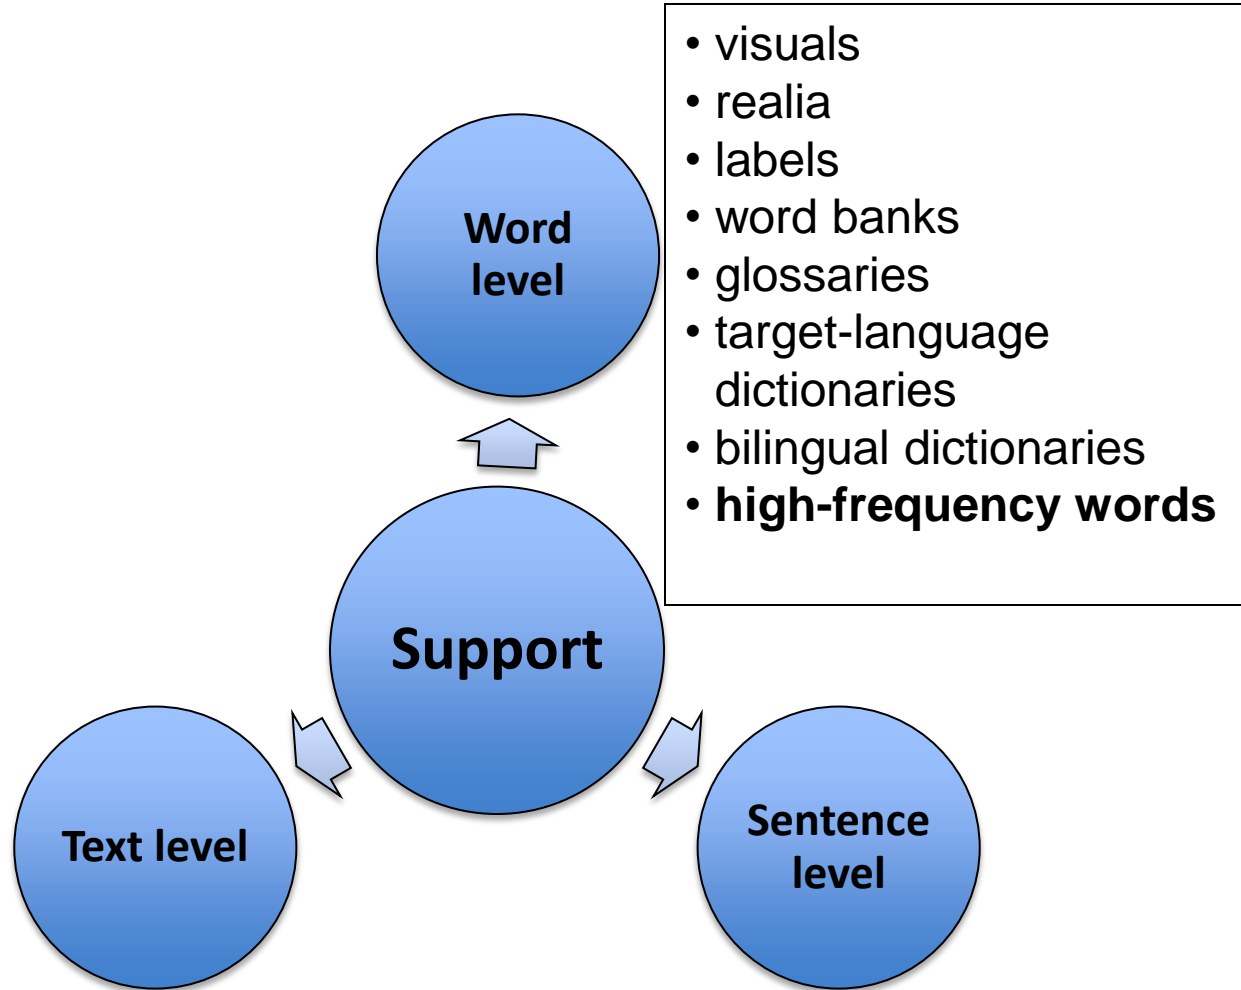 • visuals
• realia
• labels
• word banks
• glossaries
• target-language
dictionaries
• bilingual dictionaries
• high-frequency words
Word
level
Support
Text level
Sentence
level